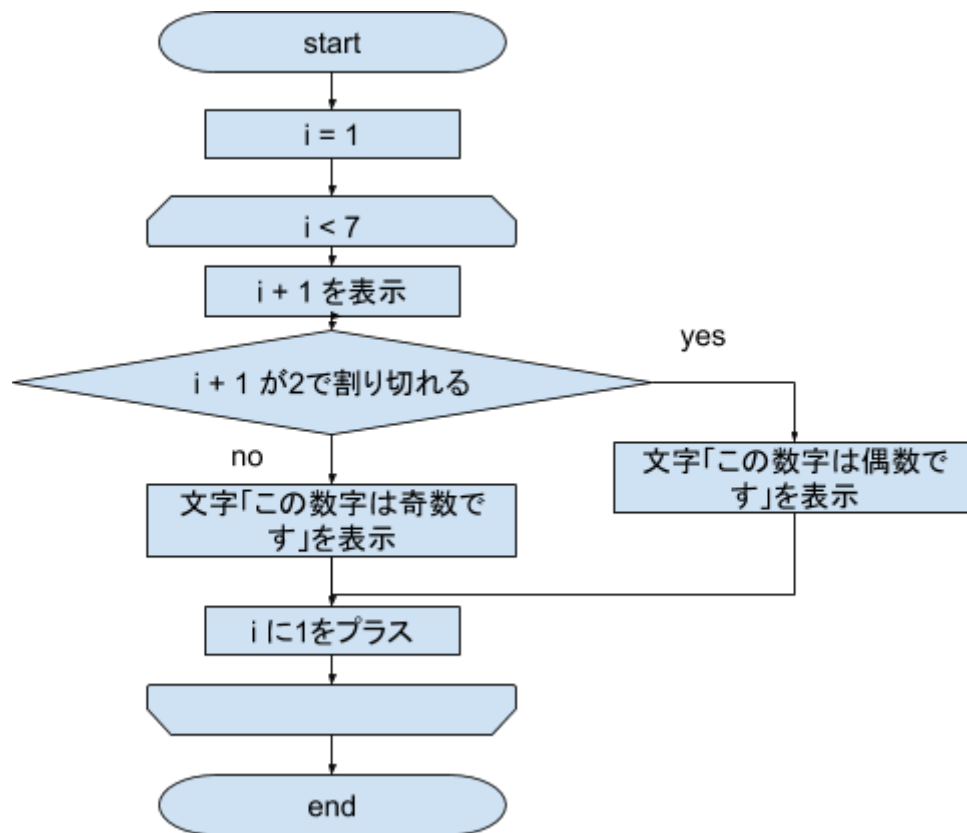 start
i = 1
i < 7
i + 1 を表示
yes
i + 1 が2で割り切れる
no
文字「この数字は偶数で
す」を表示
文字「この数字は奇数で
す」を表示
i に1をプラス
end